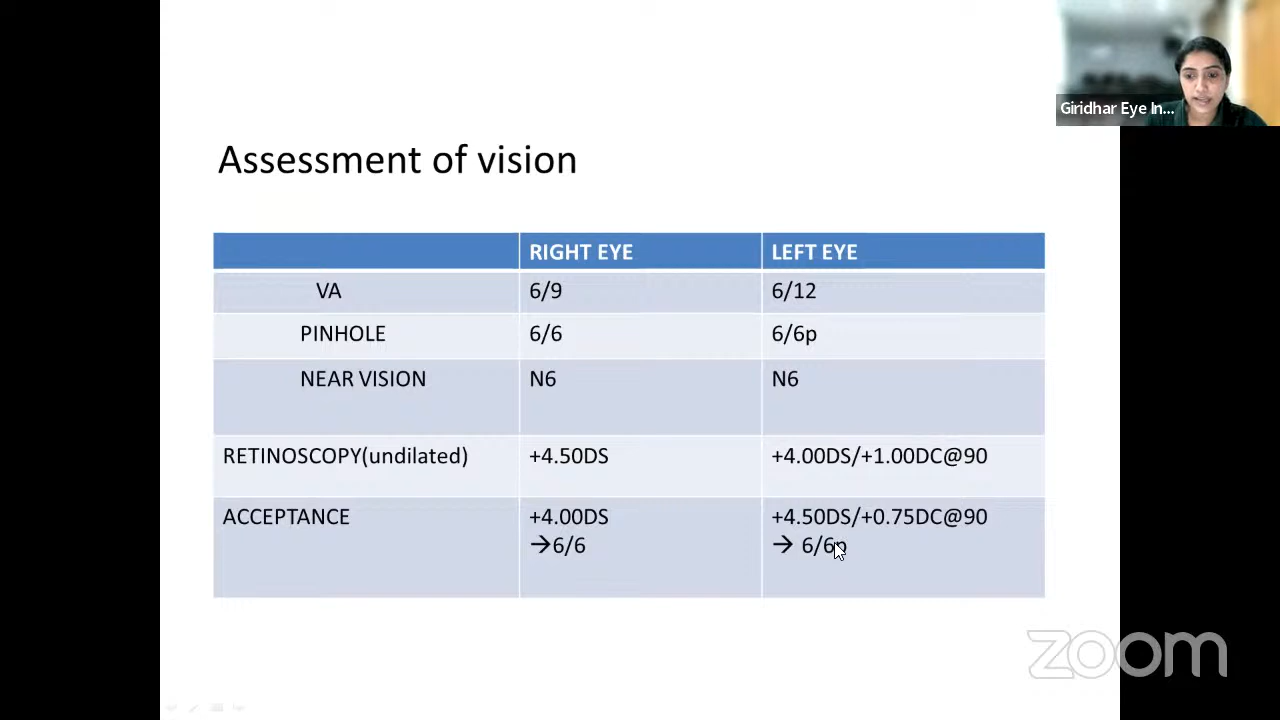 Giridhar Eye In...
Assessment of vision
RIGHT EYE LEFT EYE
VA 6/9 6/12
PINHOLE 6/6 6/6p
NEAR VISION N6 N6
RETINOSCOPY(undilated) +4.50DS +4.00DS/+1.00DC@90
ACCEPTANCE +4.00DS +4.50DS/+0.75DC@90
→6/6 → 6/6p
zoom